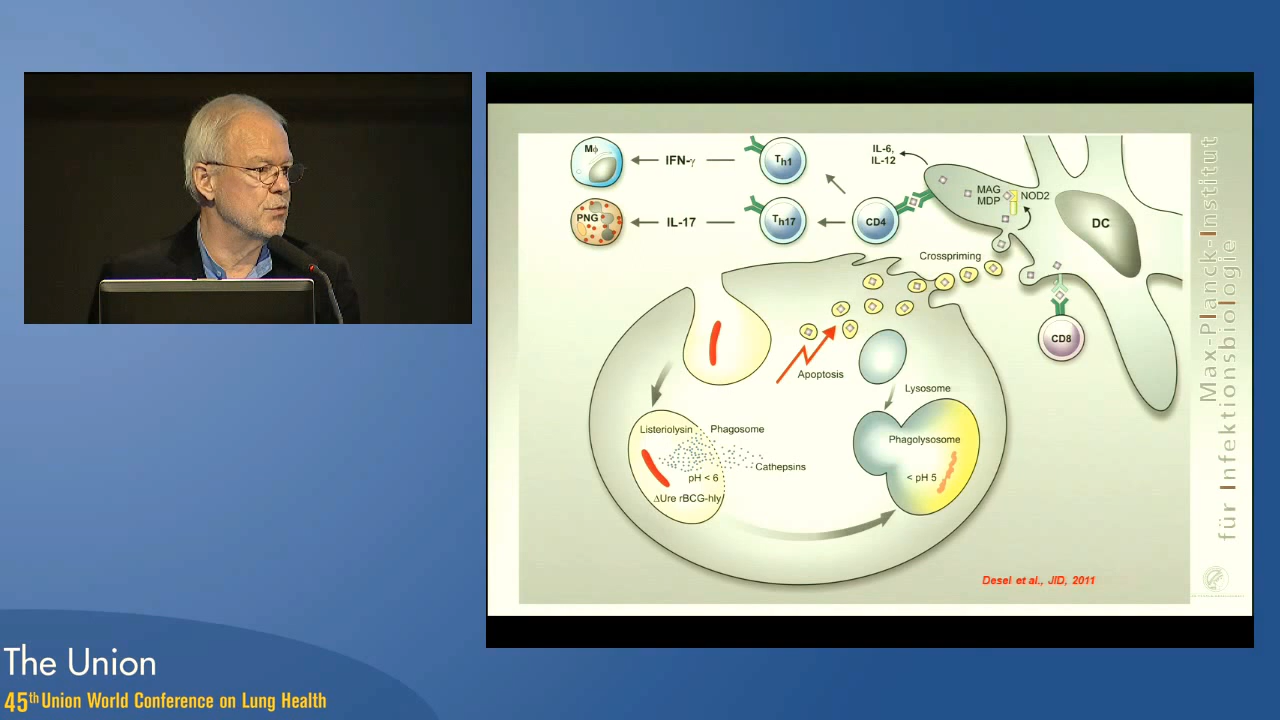 Mϕ
IFN-γ
Th1
IL-6,
IL-12
MAG
MDP
NOD2
PNG
IL-17
Th17
CD4
DC
Crosspriming
CD8
Apoptosis
Lysosome
Listeriolysin
Phagosome
Phagolysosome
Cathepsins
pH < 6
< pH 5
ΔUre rBCG-hly
Desel et al., JID, 2011
Max-Planck-Institut
für Infektionsbiologie
The Union
45th Union World Conference on Lung Health